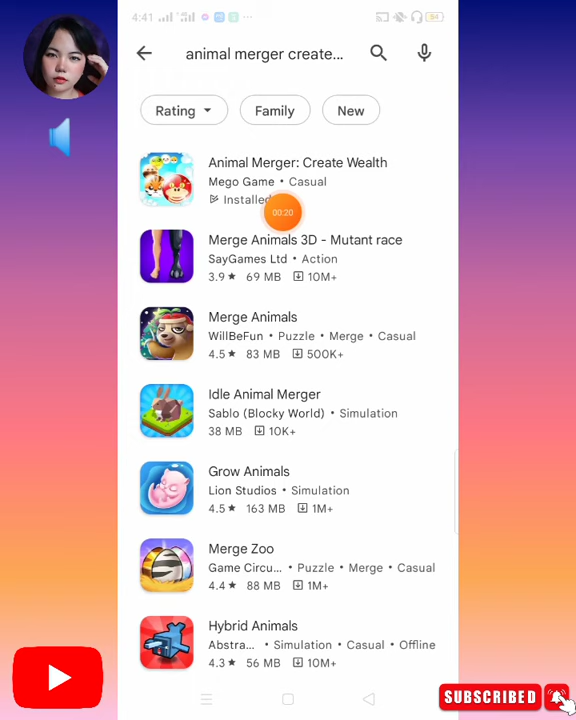 4:41
54
animal merger create...
Rating
Family
New
Animal Merger: Create Wealth
Mego Game • Casual
Installed
00:20
Merge Animals 3D - Mutant race
SayGames Ltd • Action
3.9★ 69 MB 10M+
Merge Animals
WillBeFun • Puzzle • Merge • Casual
4.5★ 83 MB 500K+
Idle Animal Merger
Sablo (Blocky World) • Simulation
38 MB 10K+
Grow Animals
Lion Studios • Simulation
4.5★ 163 MB 1M+
Merge Zoo
Game Circu... • Puzzle • Merge • Casual
4.4★ 88 MB 1M+
Hybrid Animals
Abstra... • Simulation • Casual • Offline
4.3★ 56 MB 10M+
SUBSCRIBED